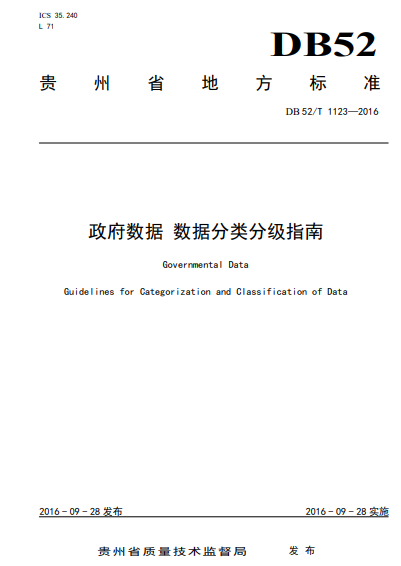 ICS 35.240
L 71
DB52
贵州省地方标准
DB 52/T 1123—2016
政府数据 数据分类分级指南
Governmental Data
Guidelines for Categorization and Classification of Data
2016-09-28 发布 2016-09-28 实施
贵州省质量技术监督局 发布